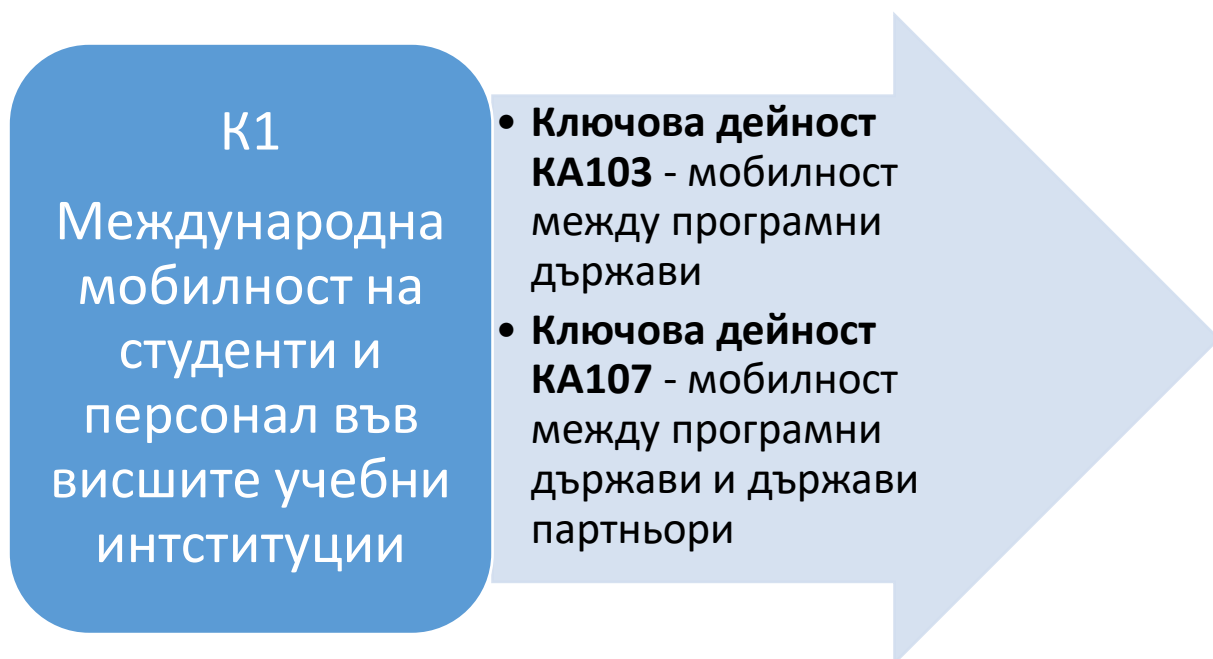 К1
Международна
мобилност на
студенти и
персонал във
висшите учебни
интституции
• Ключова дейност
КА103 - мобилност
между програмни
държави
• Ключова дейност
КА107 - мобилност
между програмни
държави и държави
партньори